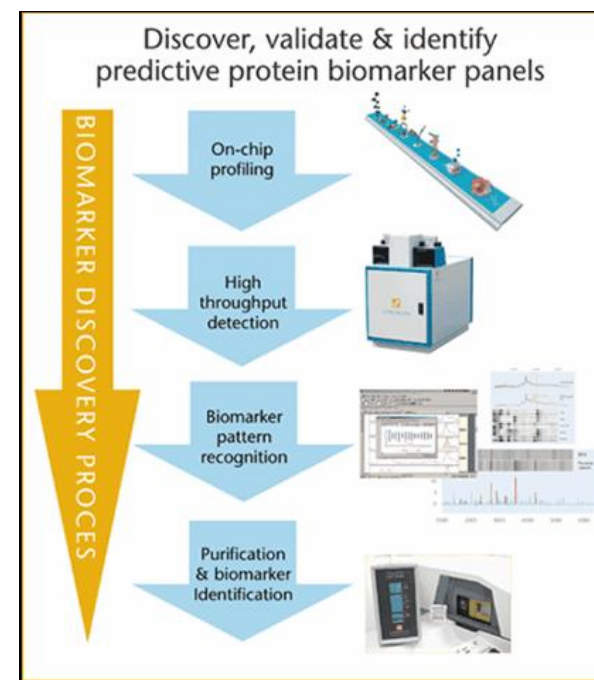 Discover, validate & identify
predictive protein biomarker panels
BIOMARKER DISCOVERY PROCES
On-chip
profiling
High
throughput
detection
Biomarker
pattern
recognition
Purification
& biomarker
Identification